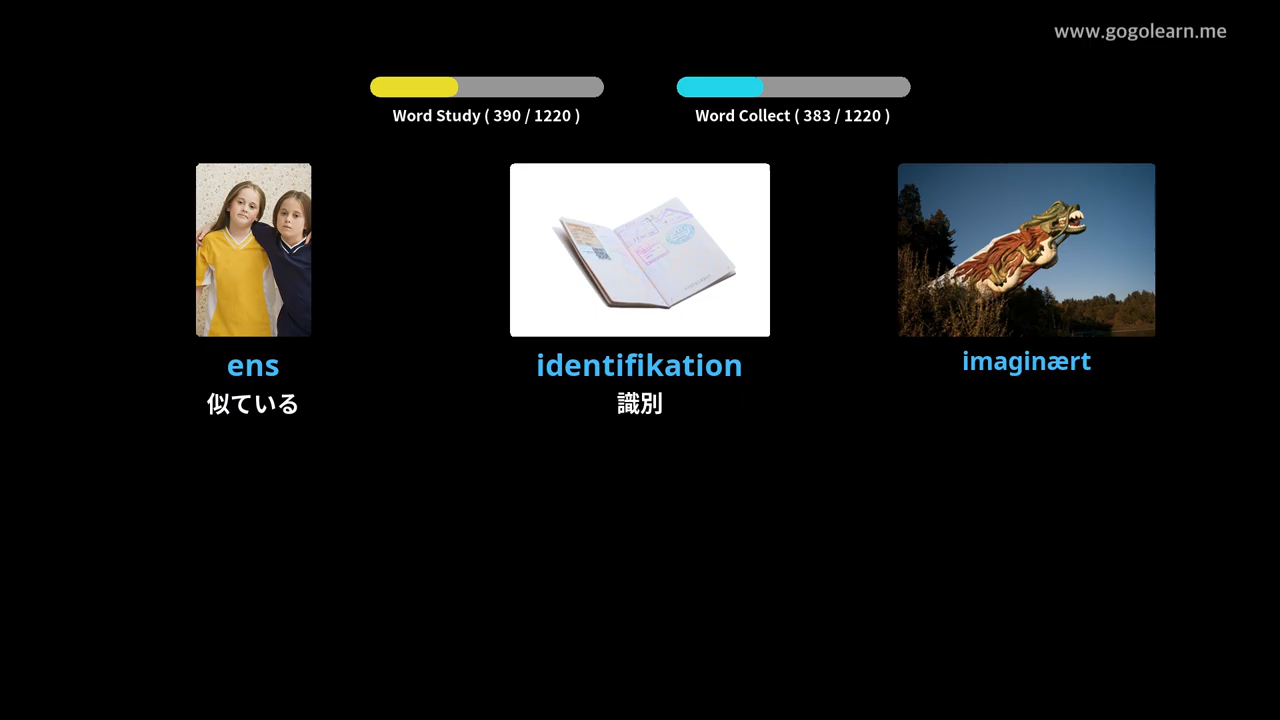 www.gogolearn.me
Word Study ( 390 / 1220 )
Word Collect ( 383 / 1220 )
ens
似ている
identifikation
識別
imaginært